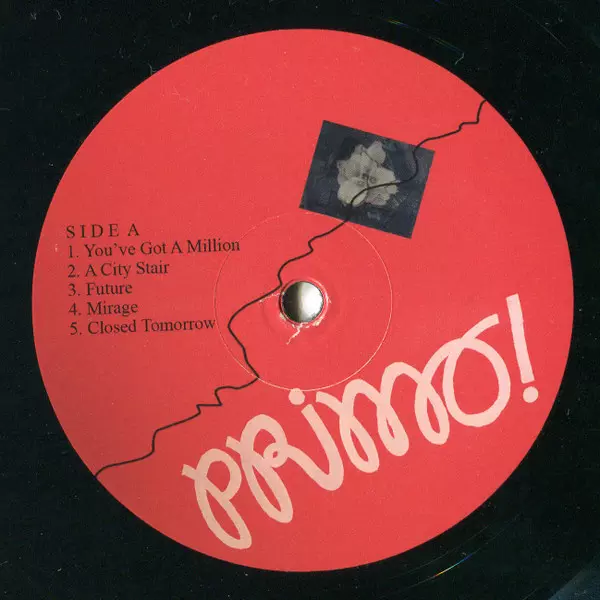 SIDE A
1. You've Got A Million
2. A City Stair
3. Future
4. Mirage
5. Closed Tomorrow
PRiMO!